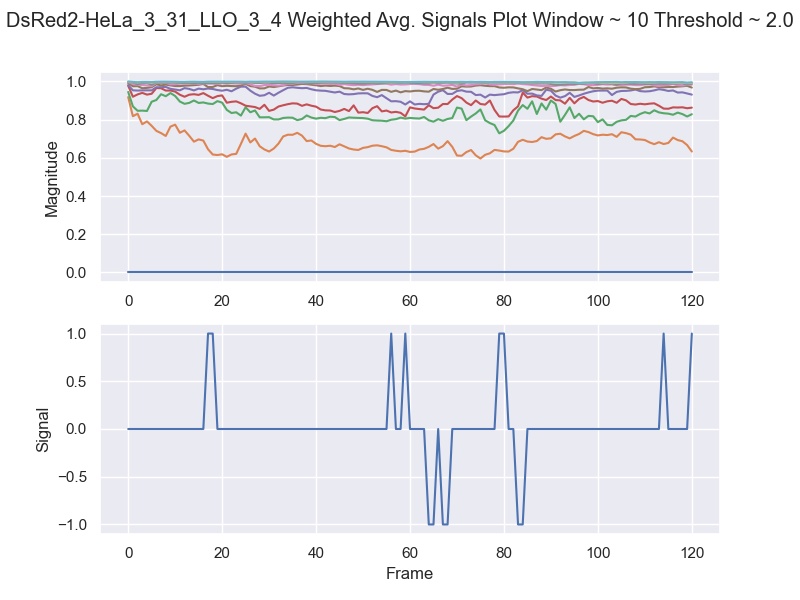 DsRed2-HeLa_3_31_LLO_3_4 Weighted Avg. Signals Plot Window ~ 10 Threshold ~ 2.0
1.0
0.8
0.6
0.4
0.2
0.0
Magnitude
0 20 40 60 80 100 120
1.0
0.5
0.0
−0.5
−1.0
Signal
0 20 40 60 80 100 120
Frame